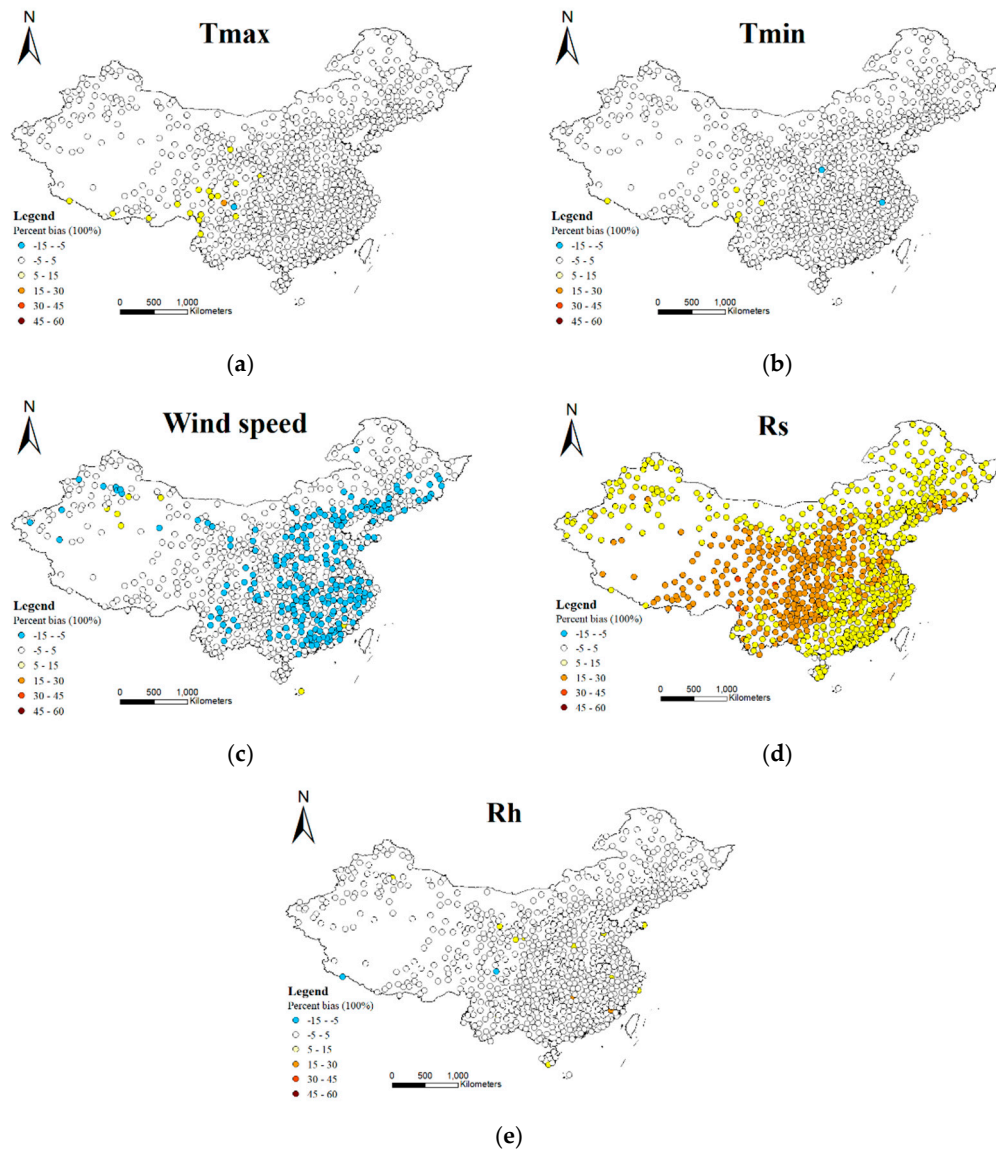 N
Tmax
Legend
Percent bias (100%)
-15 - -5
-5 - 5
5 - 15
15 - 30
30 - 45
45 - 60
0 500 1,000
Kilometers
(a)
N
Tmin
Legend
Percent bias (100%)
-15 - -5
-5 - 5
5 - 15
15 - 30
30 - 45
45 - 60
0 500 1,000
Kilometers
(b)
N
Wind speed
Legend
Percent bias (100%)
-15 - -5
-5 - 5
5 - 15
15 - 30
30 - 45
45 - 60
0 500 1,000
Kilometers
(c)
N
Rs
Legend
Percent bias (100%)
-15 - -5
-5 - 5
5 - 15
15 - 30
30 - 45
45 - 60
0 500 1,000
Kilometers
(d)
N
Rh
Legend
Percent bias (100%)
-15 - -5
-5 - 5
5 - 15
15 - 30
30 - 45
45 - 60
0 500 1,000
Kilometers
(e)